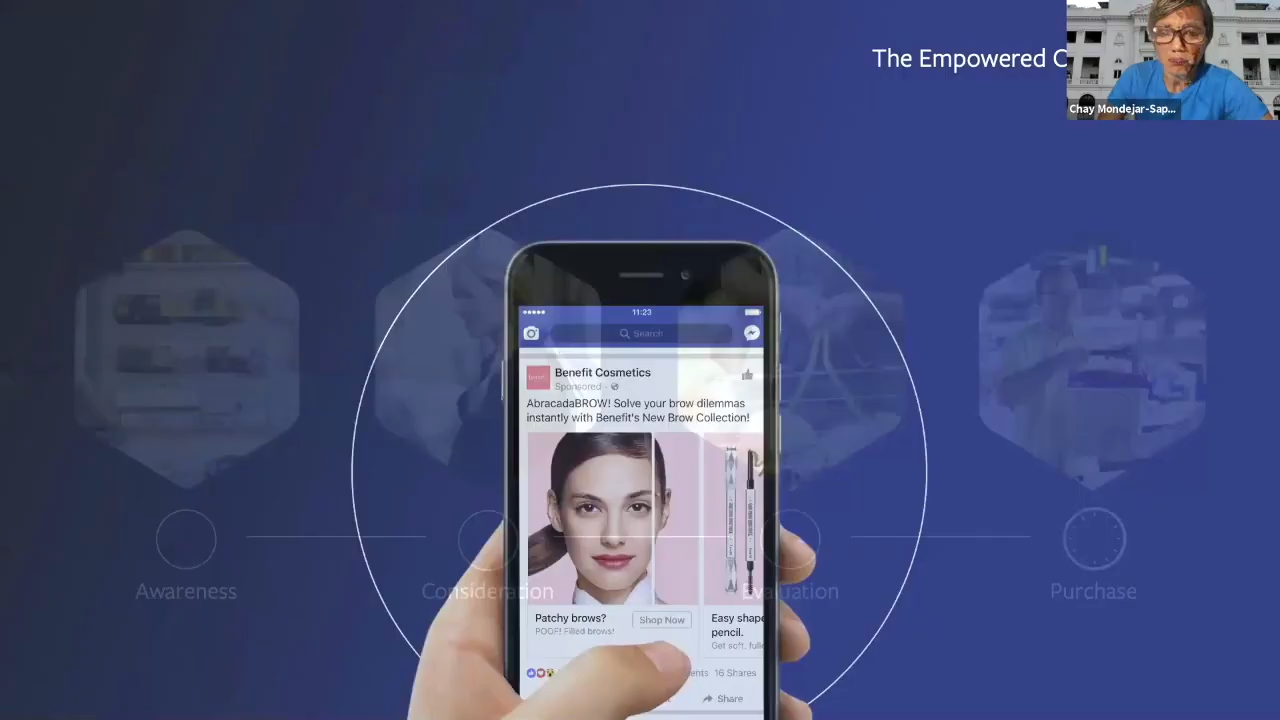 The Empowered C
Chay Mondejar-Sap...
11:23
Search
Benefit Cosmetics
Sponsored
AbracadaBROW! Solve your brow dilemmas
instantly with Benefit's New Brow Collection!
Patchy brows?
POOF! Filled brows!
Shop Now
Easy shape
pencil.
Get soft, fulle
ents 16 Shares
Share
Awareness
Consideration
Evaluation
Purchase